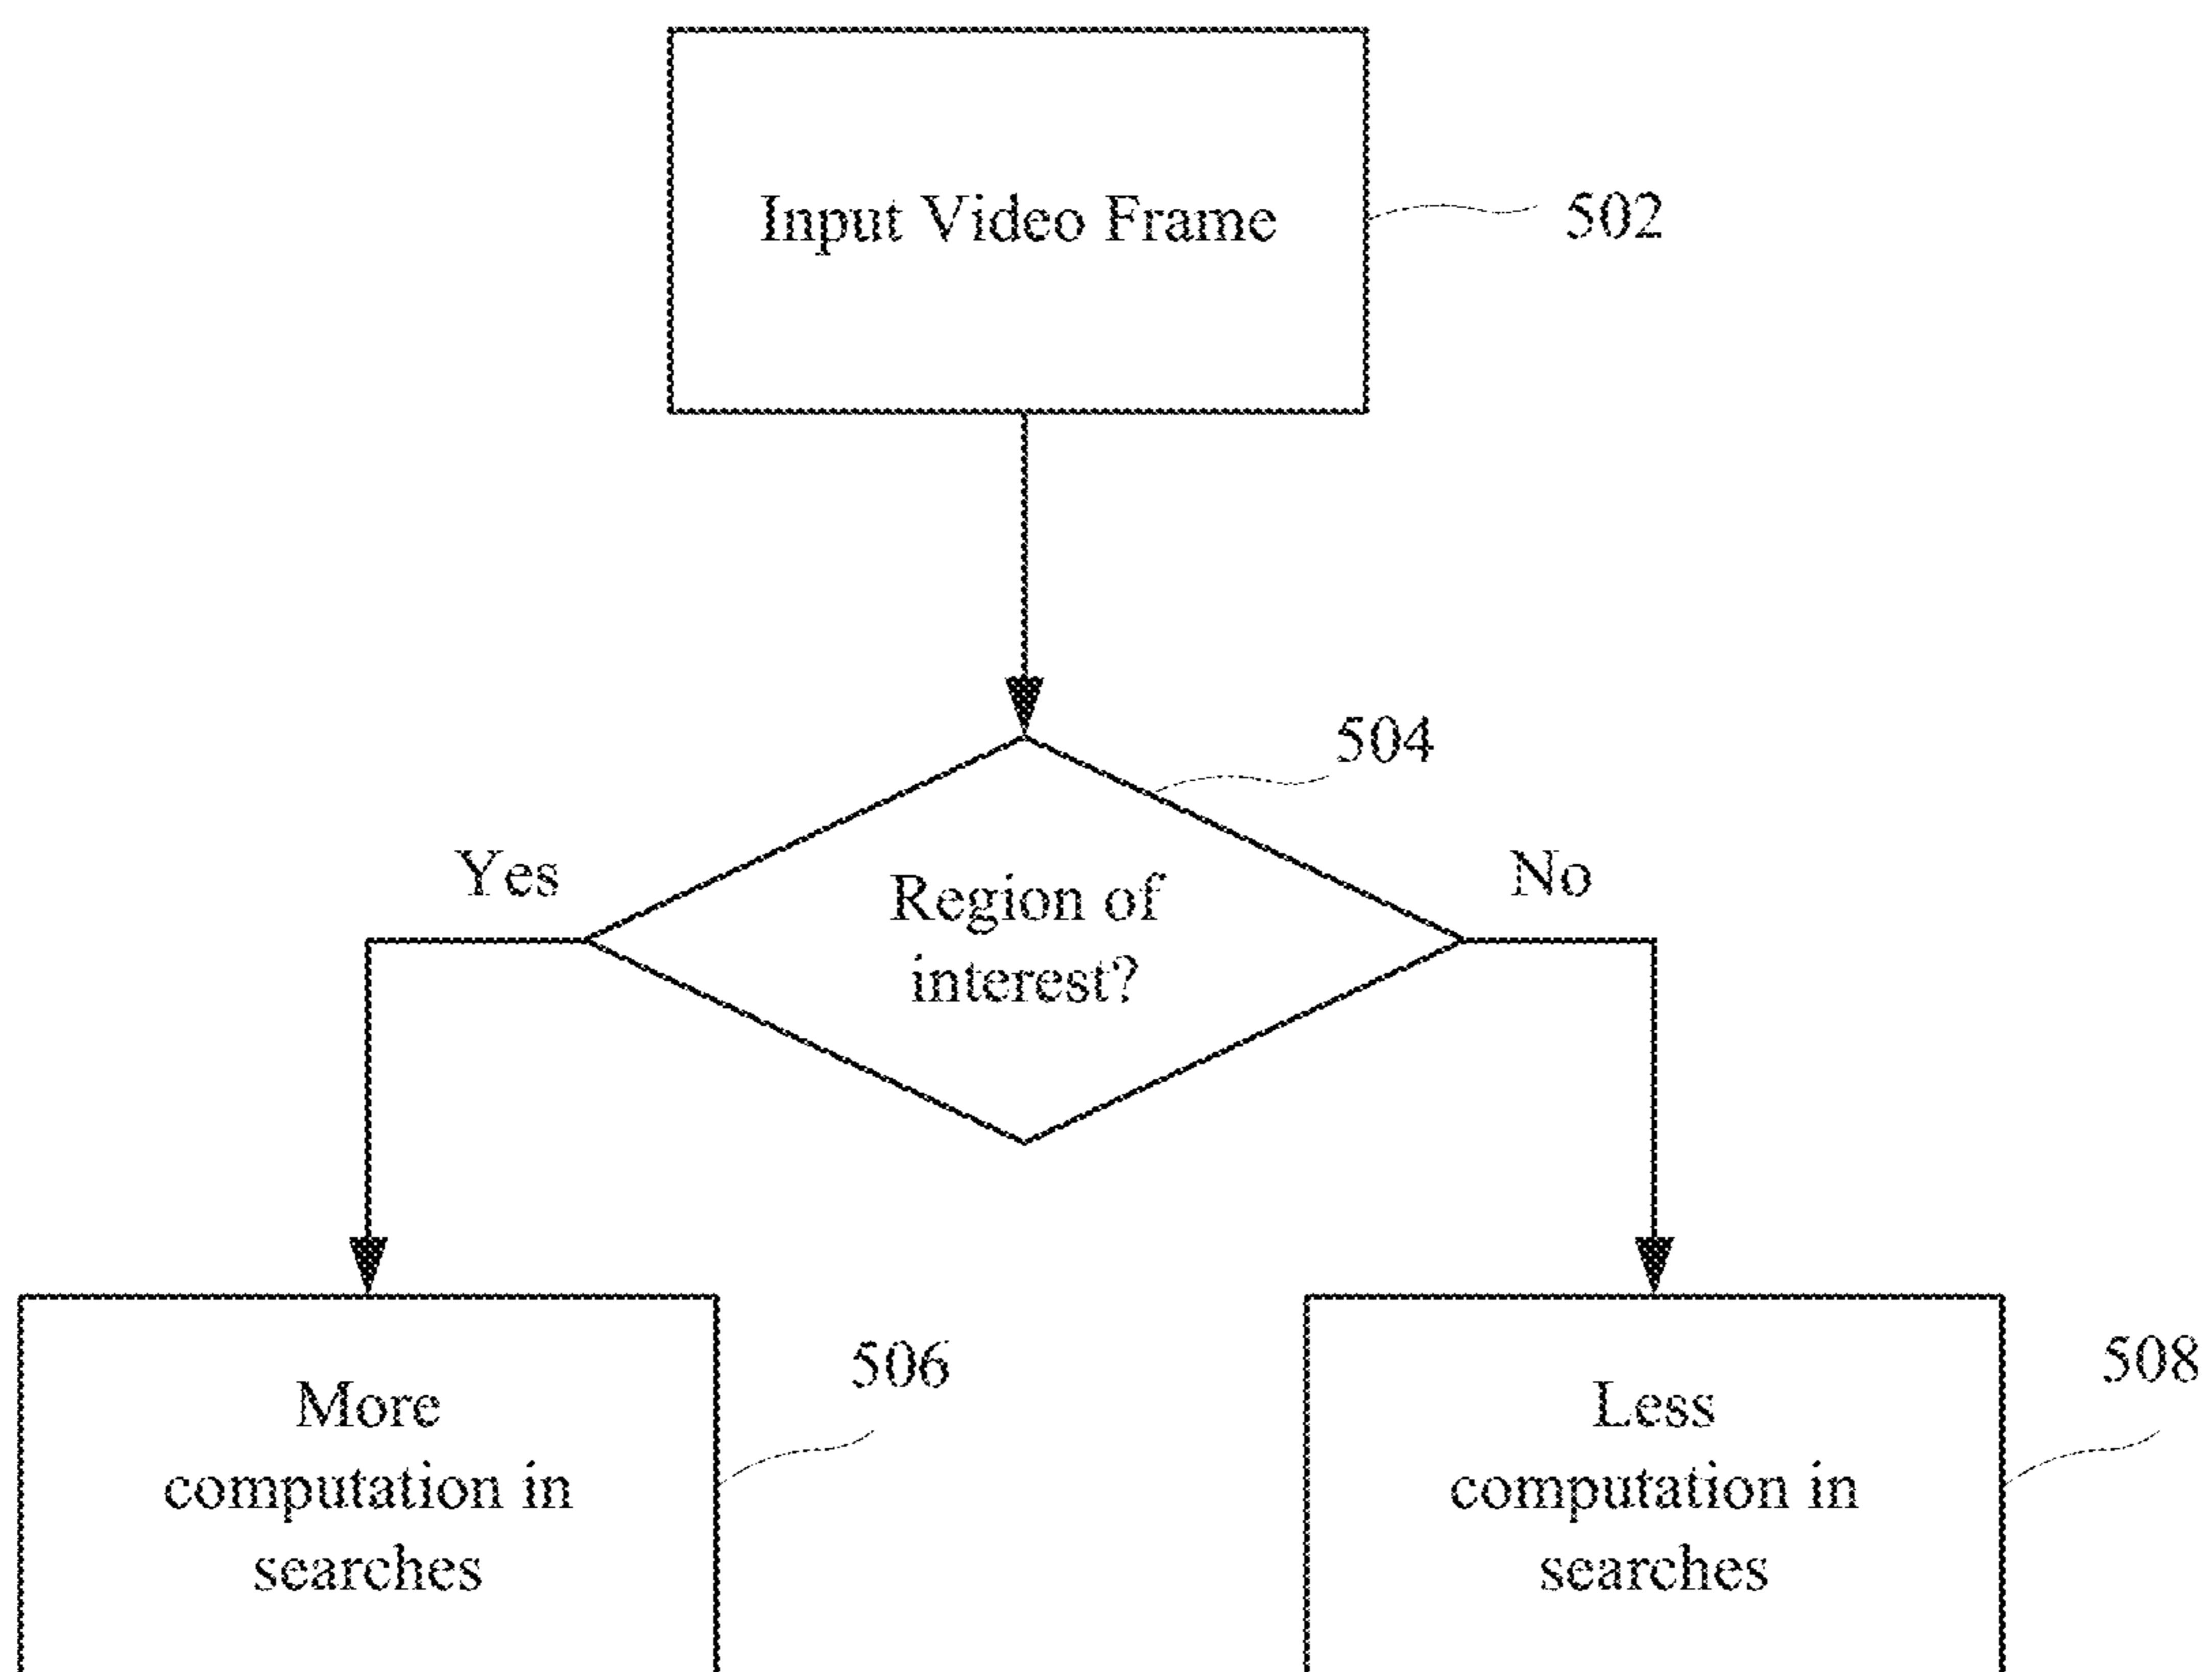 Input Video Frame
502
504
Yes
No
Region of
interest?
506
508
More
computation in
searches
Less
computation in
searches